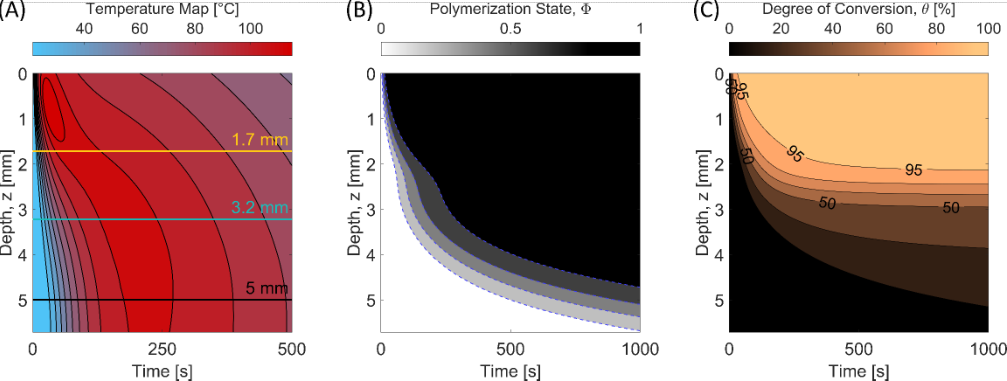 (A)
Temperature Map [°C]
40 60 80 100
0
1
2
3
4
5
Depth, z [mm]
1.7 mm
3.2 mm
5 mm
0 250 500
Time [s]
(B)
Polymerization State, Φ
0 0.5 1
0
1
2
3
4
5
Depth, z [mm]
0 500 1000
Time [s]
(C)
Degree of Conversion, θ [%]
0 20 40 60 80 100
0
1
2
3
4
5
Depth, z [mm]
50
95
50
95
95
50
50
0 500 1000
Time [s]